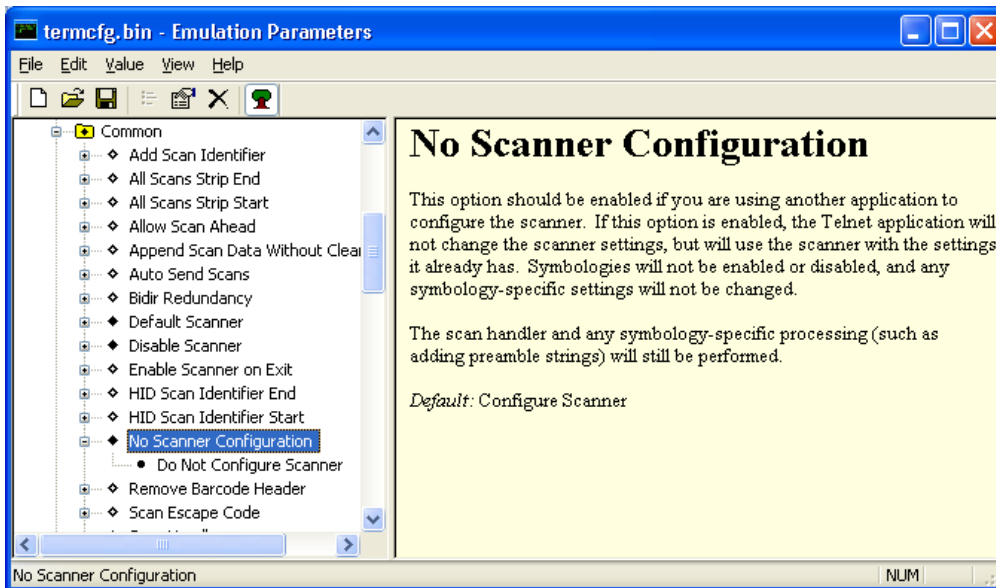 termcfg.bin - Emulation Parameters
File Edit Value View Help
Common
Add Scan Identifier
All Scans Strip End
All Scans Strip Start
Allow Scan Ahead
Append Scan Data Without Clear
Auto Send Scans
Bidir Redundancy
Default Scanner
Disable Scanner
Enable Scanner on Exit
HID Scan Identifier End
HID Scan Identifier Start
No Scanner Configuration
Do Not Configure Scanner
Remove Barcode Header
Scan Escape Code
No Scanner Configuration
This option should be enabled if you are using another application to
configure the scanner. If this option is enabled, the Telnet application will
not change the scanner settings, but will use the scanner with the settings
it already has. Symbologies will not be enabled or disabled, and any
symbology-specific settings will not be changed.
The scan handler and any symbology-specific processing (such as
adding preamble strings) will still be performed.
Default: Configure Scanner
No Scanner Configuration
NUM